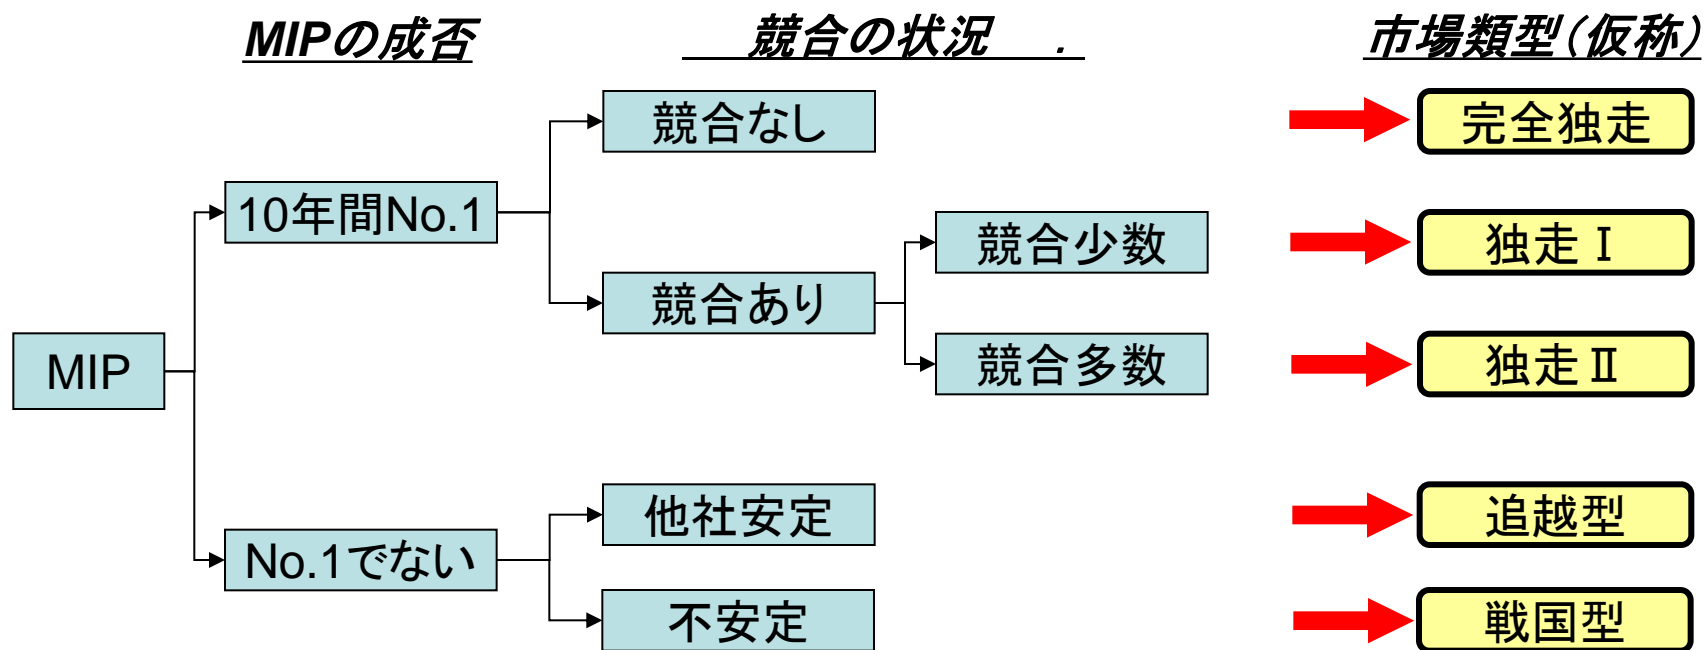 MIPの成否 競合の状況 . 市場類型(仮称)
競合なし 完全独走
10年間No.1
競合少数 独走Ⅰ
競合あり
MIP
競合多数 独走Ⅱ
他社安定 追越型
No.1でない
不安定 戦国型